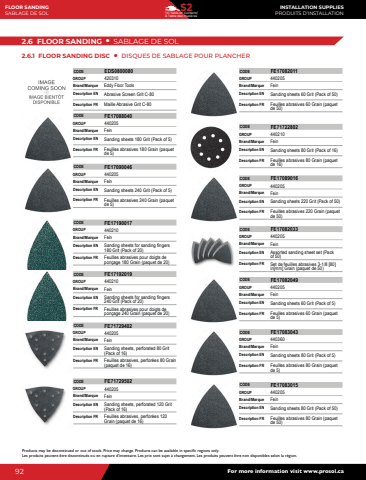 FLOOR SANDING
SABLAGE DE SOL
S2
INSTALLATION SUPPLIES
PRODUITS D'INSTALLATION
2.6 FLOOR SANDING • SABLAGE DE SOL
2.6.1 FLOOR SANDING DISC • DISQUES DE SABLAGE POUR PLANCHER
IMAGE
COMING SOON
IMAGE BIENTÔT
DISPONIBLE
CODE EDS0800080
GROUP 420310
Brand/Marque Eddy Floor Tools
Description EN Abrasive Screen Grit C-80
Description FR Maille Abrasive Grit C-80
CODE FE17088040
GROUP 440205
Brand/Marque Fein
Description EN Sanding sheets 180 Grit (Pack of 5)
Description FR Feuilles abrasives 180 Grain (paquet
de 5)
CODE FE17089046
GROUP 440205
Brand/Marque Fein
Description EN Sanding sheets 240 Grit (Pack of 5)
Description FR Feuilles abrasives 240 Grain (paquet
de 5)
CODE FE17190017
GROUP 440210
Brand/Marque Fein
Description EN Sanding sheets for sanding fingers
180 Grit (Pack of 20)
Description FR Feuilles abrasives pour doigts de
ponçage 180 Grain (paquet de 20)
CODE FE17192019
GROUP 440210
Brand/Marque Fein
Description EN Sanding sheets for sanding fingers
240 Grit (Pack of 20)
Description FR Feuilles abrasives pour doigts de
ponçage 240 Grain (paquet de 20)
CODE FE71729402
GROUP 440205
Brand/Marque Fein
Description EN Sanding sheets, perforated 80 Grit
(Pack of 16)
Description FR Feuilles abrasives, perforées 80 Grain
(paquet de 16)
CODE FE71729502
GROUP 440205
Brand/Marque Fein
Description EN Sanding sheets, perforated 120 Grit
(Pack of 16)
Description FR Feuilles abrasives, perforées 120
Grain (paquet de 16)
CODE FE17082011
GROUP 440205
Brand/Marque Fein
Description EN Sanding sheets 60 Grit (Pack of 50)
Description FR Feuilles abrasives 60 Grain (paquet
de 50)
CODE FE71722802
GROUP 440210
Brand/Marque Fein
Description EN Sanding sheets 80 Grit (Pack of 16)
Description FR Feuilles abrasives 80 Grain (paquet
de 16)
CODE FE17089016
GROUP 440205
Brand/Marque Fein
Description EN Sanding sheets 220 Grit (Pack of 50)
Description FR Feuilles abrasives 220 Grain (paquet
de 50)
CODE FE17082033
GROUP 440205
Brand/Marque Fein
Description EN Assorted sanding sheet set (Pack
of 50)
Description FR Set de feuilles abrasives 3-1/8 [80]
in[mm] Grain (paquet de 50)
CODE FE17082049
GROUP 440205
Brand/Marque Fein
Description EN Sanding sheets 60 Grit (Pack of 5)
Description FR Feuilles abrasives 60 Grain (paquet
de 5)
CODE FE17083043
GROUP 440360
Brand/Marque Fein
Description EN Sanding sheets 80 Grit (Pack of 5)
Description FR Feuilles abrasives 80 Grain (paquet
de 5)
CODE FE17083015
GROUP 440205
Brand/Marque Fein
Description EN Sanding sheets 80 Grit (Pack of 50)
Description FR Feuilles abrasives 80 Grain (paquet
de 50)
Products may be discontinued or out of stock. Price may change. Products can be available in specific regions only.
Les produits peuvent être discontinués ou en rupture d'inventaire. Les prix sont sujet à changement. Les produits peuvent être non disponibles selon la région.
92
For more information visit www.prosol.ca